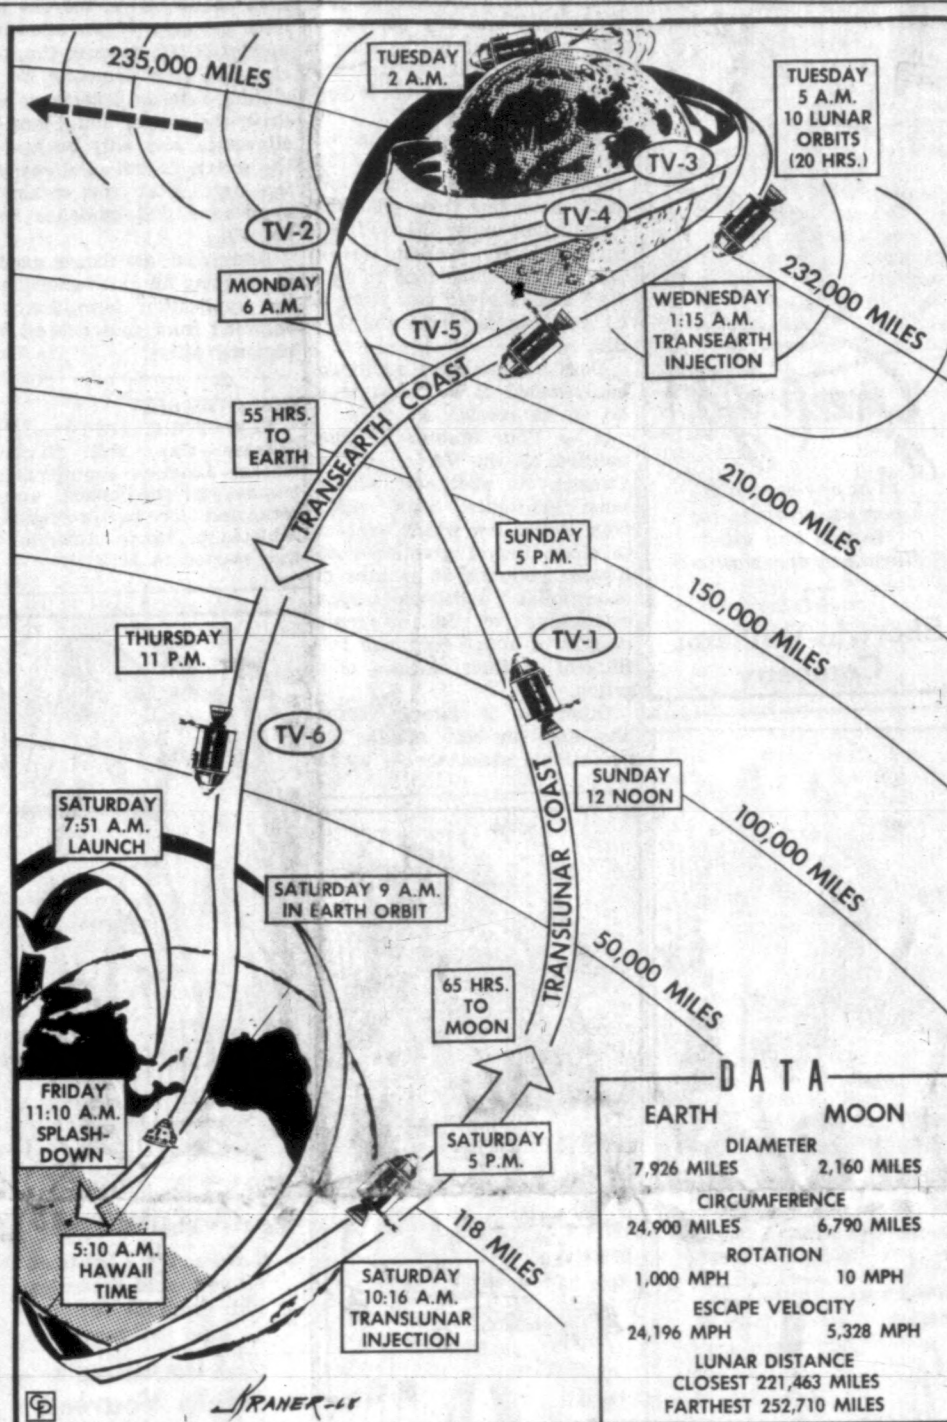 235,000 MILES
TUESDAY
2 A.M.
TUESDAY
5 A.M.
10 LUNAR
ORBITS
(20 HRS.)
TV-3
TV-4
TV-2
MONDAY
6 A.M.
TV-5
232,000 MILES
WEDNESDAY
1:15 A.M.
TRANSEARTH
INJECTION
55 HRS.
TO
EARTH
TRANSEARTH COAST
210,000 MILES
SUNDAY
5 P.M.
150,000 MILES
THURSDAY
11 P.M.
TV-1
TV-6
SUNDAY
12 NOON
SATURDAY
7:51 A.M.
LAUNCH
TRANSLUNAR COAST
100,000 MILES
SATURDAY 9 A.M.
IN EARTH ORBIT
50,000 MILES
65 HRS.
TO
MOON
FRIDAY
11:10 A.M.
SPLASH-
DOWN
SATURDAY
5 P.M.
118 MILES
5:10 A.M.
HAWAII
TIME
SATURDAY
10:16 A.M.
TRANSLUNAR
INJECTION
DATA
EARTH MOON
DIAMETER
7,926 MILES 2,160 MILES
CIRCUMFERENCE
24,900 MILES 6,790 MILES
ROTATION
1,000 MPH 10 MPH
ESCAPE VELOCITY
24,196 MPH 5,328 MPH
LUNAR DISTANCE
CLOSEST 221,463 MILES
FARTHEST 252,710 MILES
CP